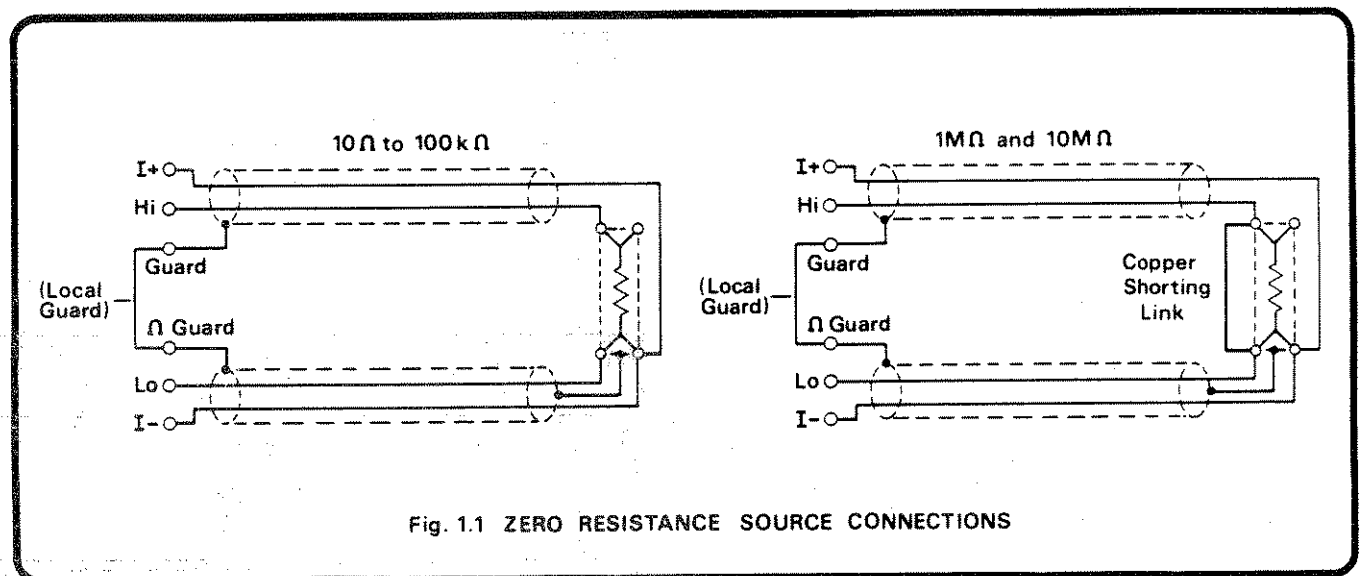 10Ω to 100kΩ
I+
Hi
Guard
(Local
Guard)
Ω Guard
Lo
I-
1MΩ and 10MΩ
I+
Hi
Guard
(Local
Guard)
Ω Guard
Lo
I-
Copper
Shorting
Link
Fig. 1.1 ZERO RESISTANCE SOURCE CONNECTIONS